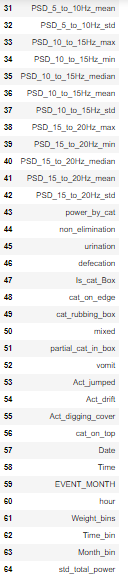 31 PSD_5_to_10Hz_mean
32 PSD_5_to_10Hz_std
33 PSD_10_to_15Hz_max
34 PSD_10_to_15Hz_min
35 PSD_10_to_15Hz_median
36 PSD_10_to_15Hz_mean
37 PSD_10_to_15Hz_std
38 PSD_15_to_20Hz_max
39 PSD_15_to_20Hz_min
40 PSD_15_to_20Hz_median
41 PSD_15_to_20Hz_mean
42 PSD_15_to_20Hz_std
43 power_by_cat
44 non_elimination
45 urination
46 defecation
47 Is_cat_Box
48 cat_on_edge
49 cat_rubbing_box
50 mixed
51 partial_cat_in_box
52 vomit
53 Act_jumped
54 Act_drift
55 Act_digging_cover
56 cat_on_top
57 Date
58 Time
59 EVENT_MONTH
60 hour
61 Weight_bins
62 Time_bin
63 Month_bin
64 std_total_power